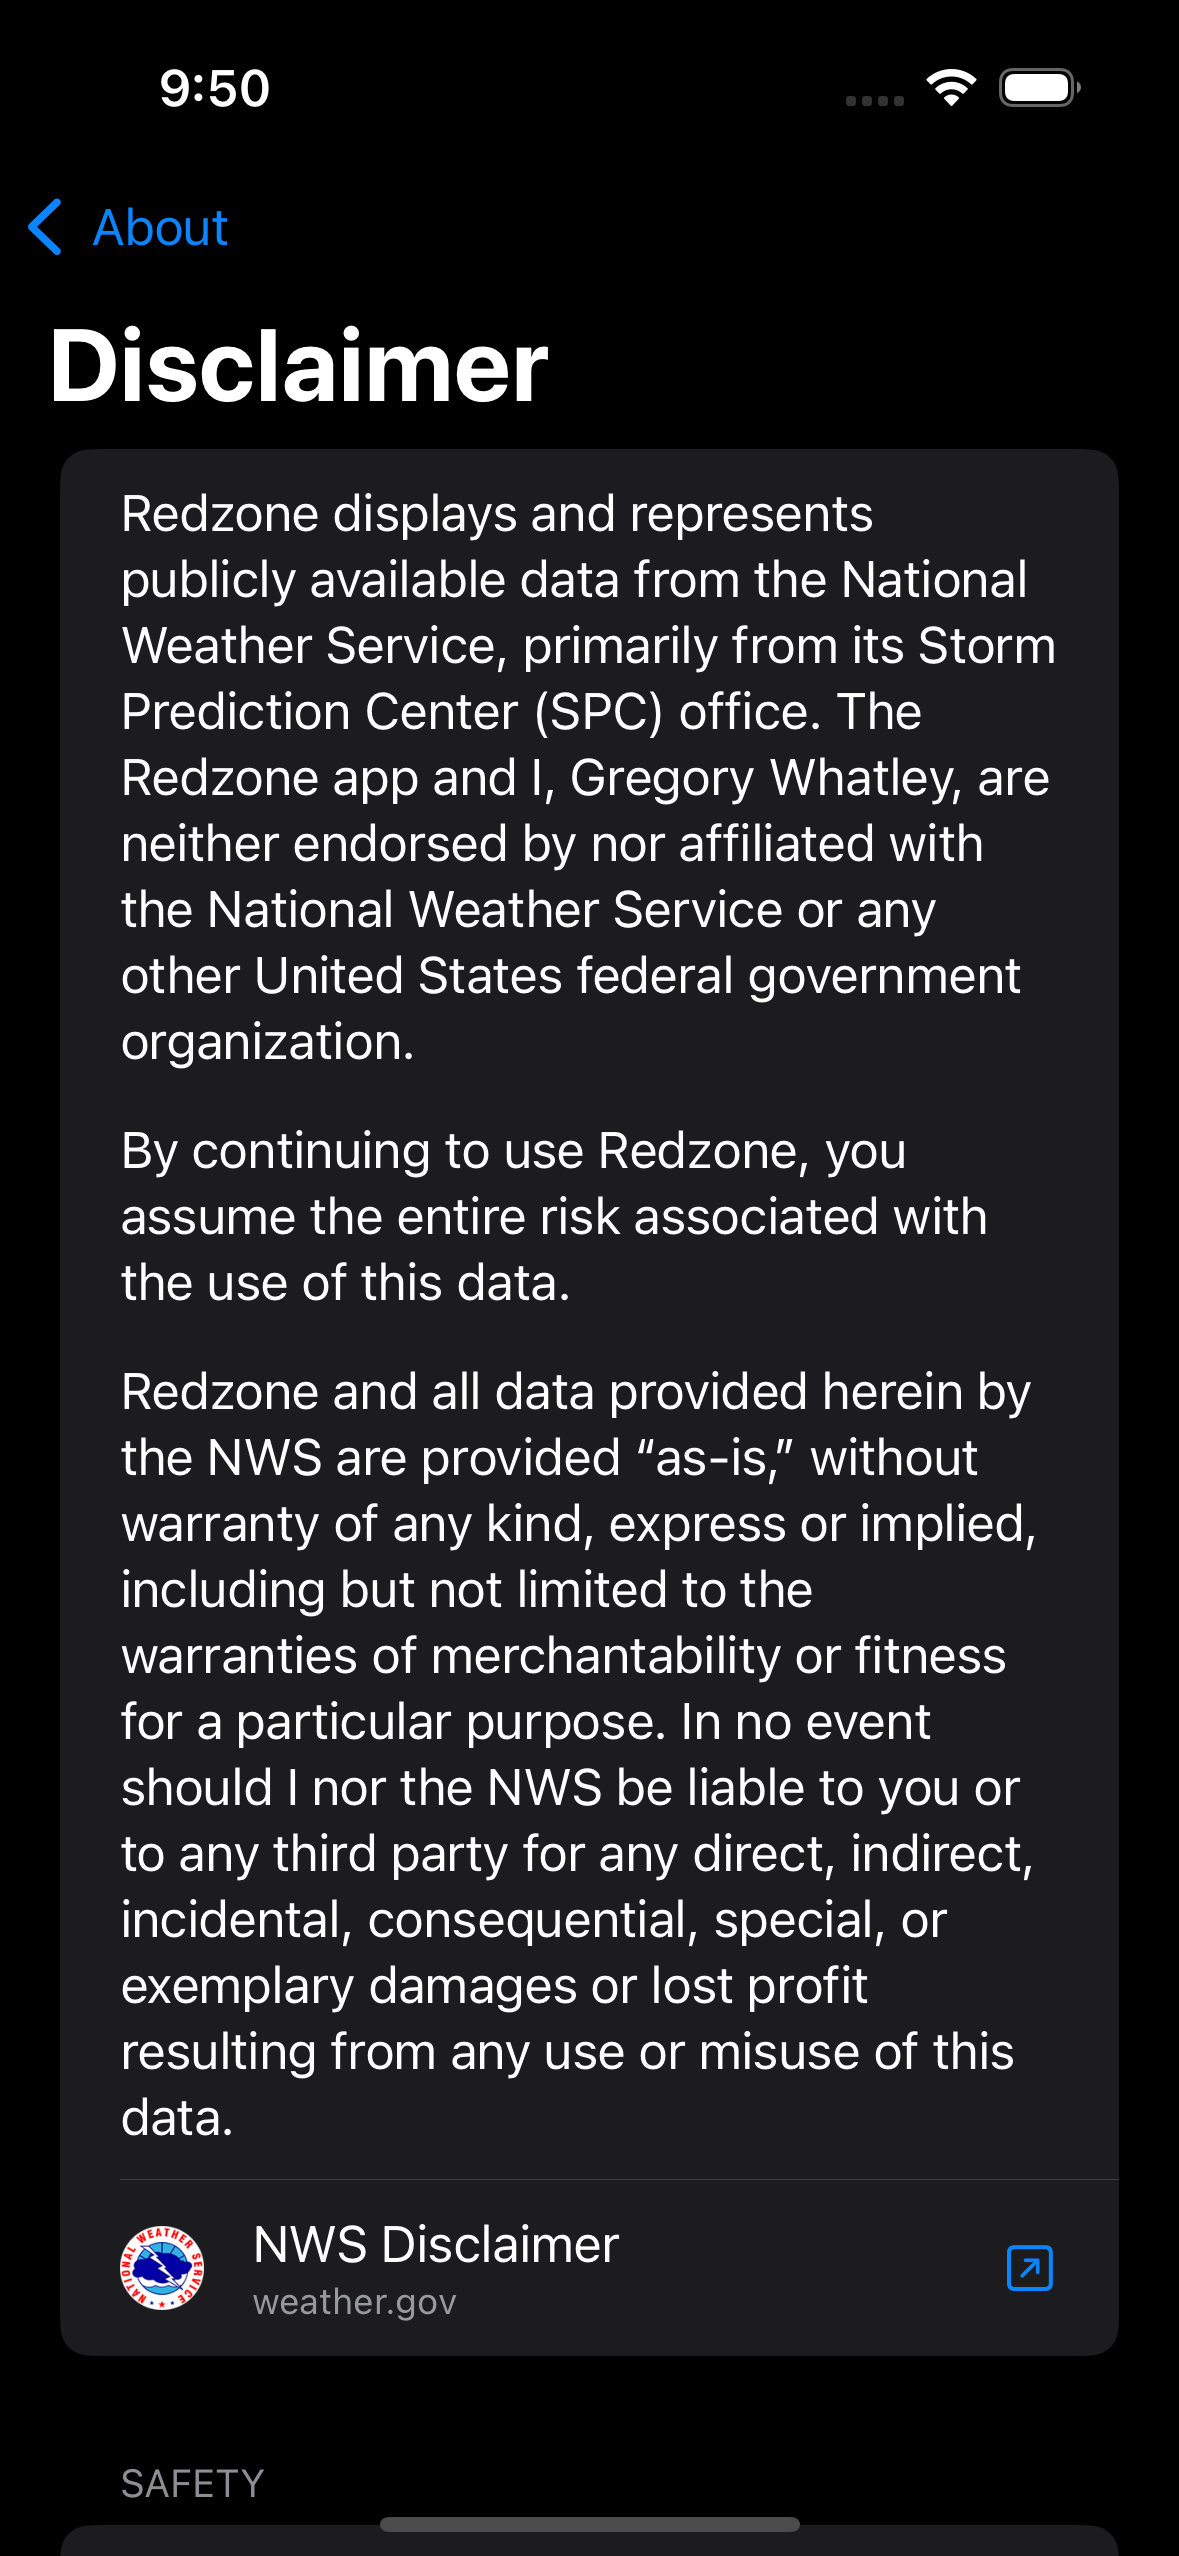 9:50
About
Disclaimer
Redzone displays and represents
publicly available data from the National
Weather Service, primarily from its Storm
Prediction Center (SPC) office. The
Redzone app and I, Gregory Whatley, are
neither endorsed by nor affiliated with
the National Weather Service or any
other United States federal government
organization.
By continuing to use Redzone, you
assume the entire risk associated with
the use of this data.
Redzone and all data provided herein by
the NWS are provided “as-is,” without
warranty of any kind, express or implied,
including but not limited to the
warranties of merchantability or fitness
for a particular purpose. In no event
should I nor the NWS be liable to you or
to any third party for any direct, indirect,
incidental, consequential, special, or
exemplary damages or lost profit
resulting from any use or misuse of this
data.
NATIONAL WEATHER SERVICE
NWS Disclaimer
weather.gov
SAFETY